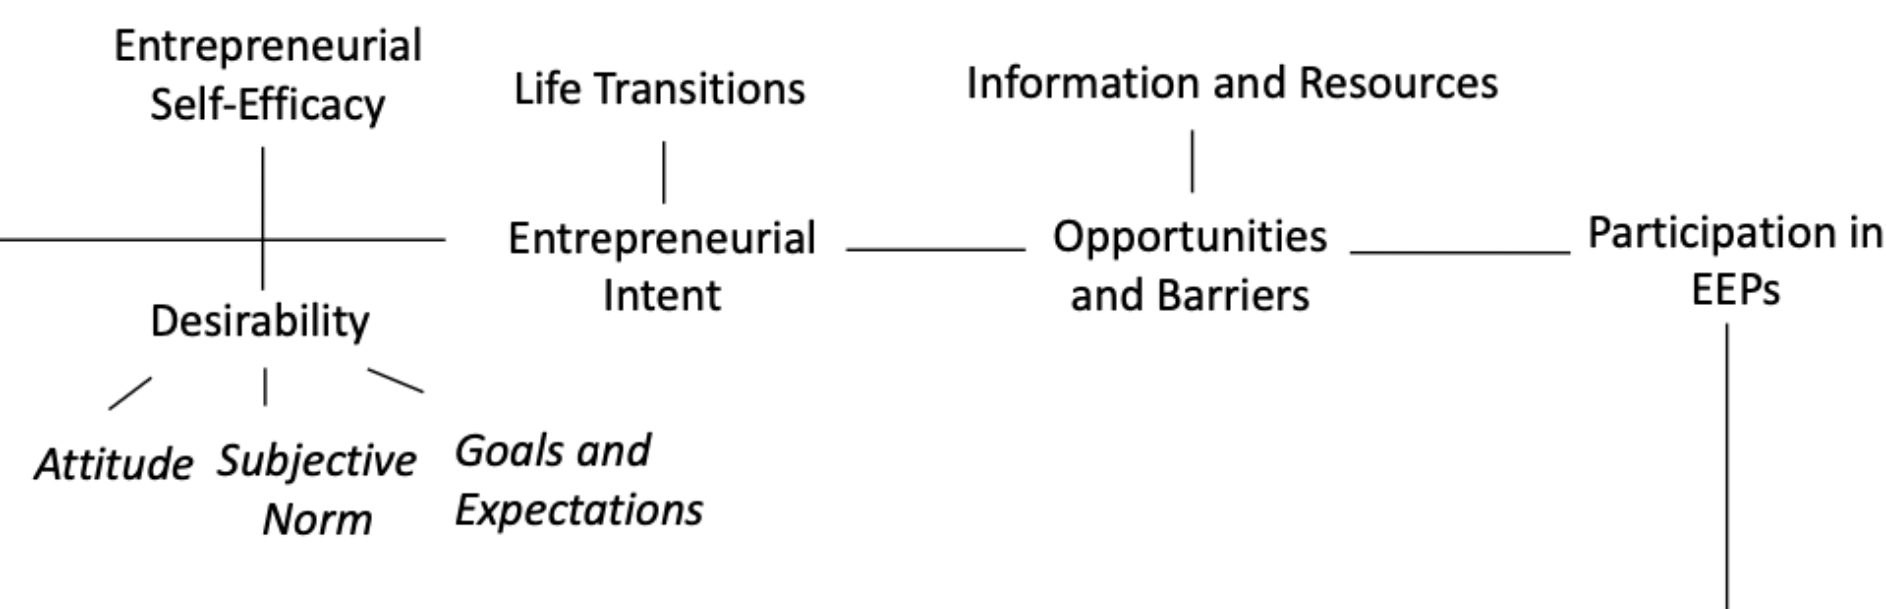 Entrepreneurial
Self-Efficacy
Life Transitions
Information and Resources
Entrepreneurial
Intent
Opportunities
and Barriers
Participation in
EEPs
Desirability
Attitude
Subjective
Norm
Goals and
Expectations